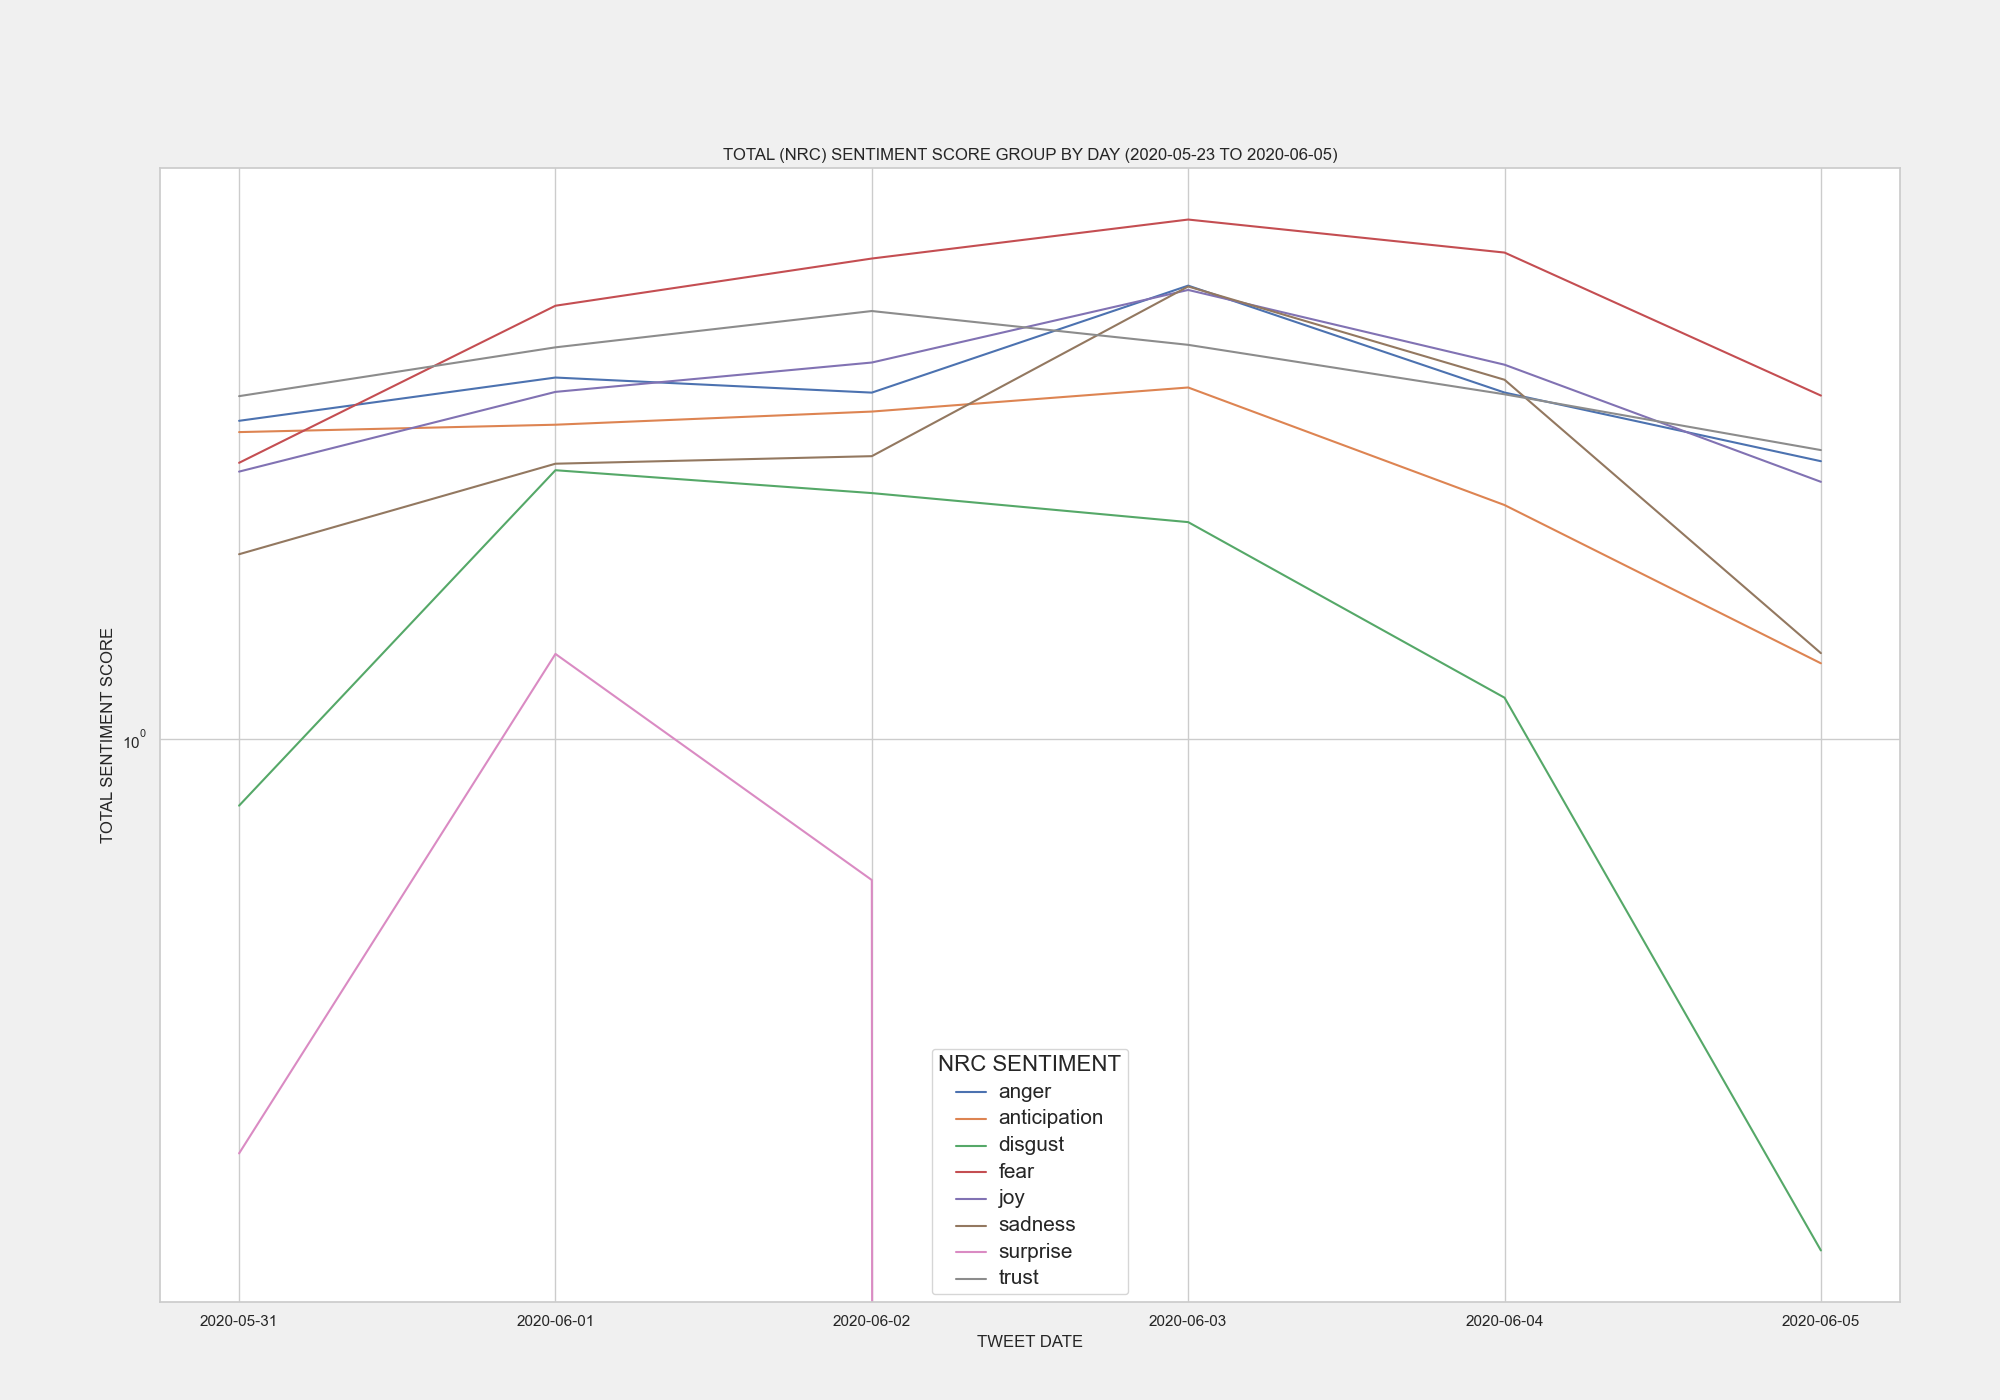 TOTAL (NRC) SENTIMENT SCORE GROUP BY DAY (2020-05-23 TO 2020-06-05)
TOTAL SENTIMENT SCORE
10⁰
NRC SENTIMENT
anger
anticipation
disgust
fear
joy
sadness
surprise
trust
2020-05-31 2020-06-01 2020-06-02 2020-06-03 2020-06-04 2020-06-05
TWEET DATE